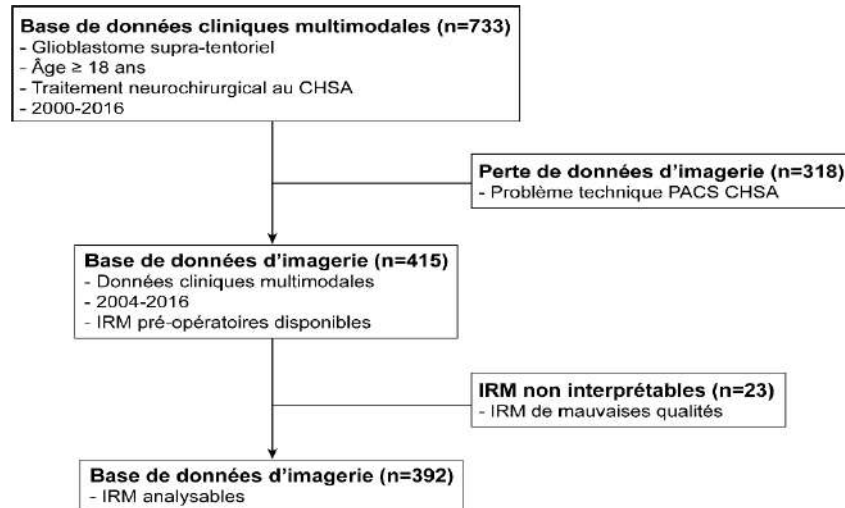 Base de données cliniques multimodales (n=733)
- Glioblastome supra-tentoriel
- Âge ≥ 18 ans
- Traitement neurochirurgical au CHSA
- 2000-2016
Perte de données d'imagerie (n=318)
- Problème technique PACS CHSA
Base de données d'imagerie (n=415)
- Données cliniques multimodales
- 2004-2016
- IRM pré-opératoires disponibles
IRM non interprétables (n=23)
- IRM de mauvaises qualités
Base de données d'imagerie (n=392)
- IRM analysables